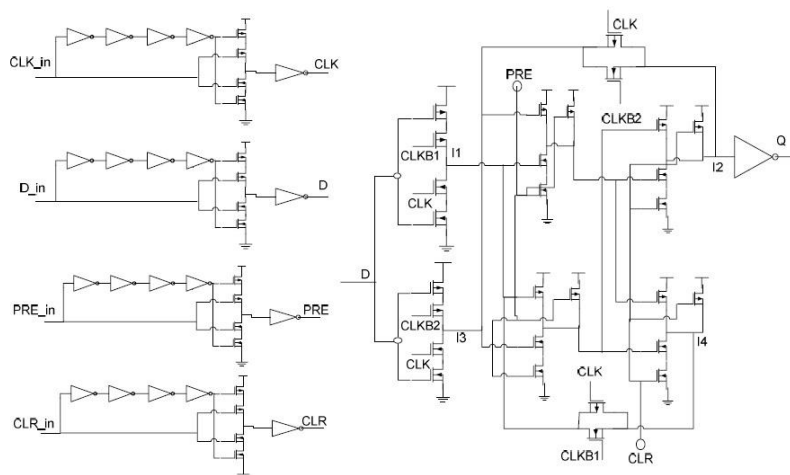 CLK_in
CLK
D_in
D
PRE_in
PRE
CLR_in
CLR
D
CLKB1
CLK
I1
CLKB2
CLK
I3
PRE
CLK
CLKB2
I2
Q
I4
CLK
CLKB1
CLR